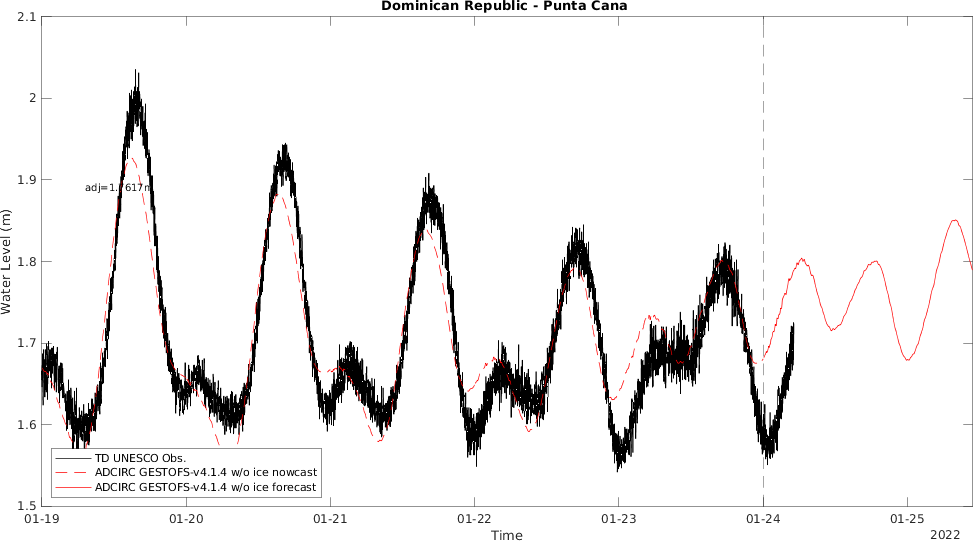 Dominican Republic - Punta Cana
2.1
2
1.9
1.8
1.7
1.6
1.5
Water Level (m)
TD UNESCO Obs.
ADCIRC GESTOFS-v4.1.4 w/o ice nowcast
ADCIRC GESTOFS-v4.1.4 w/o ice forecast
01-19
01-20
01-21
01-22
01-23
01-24
01-25
Time
2022